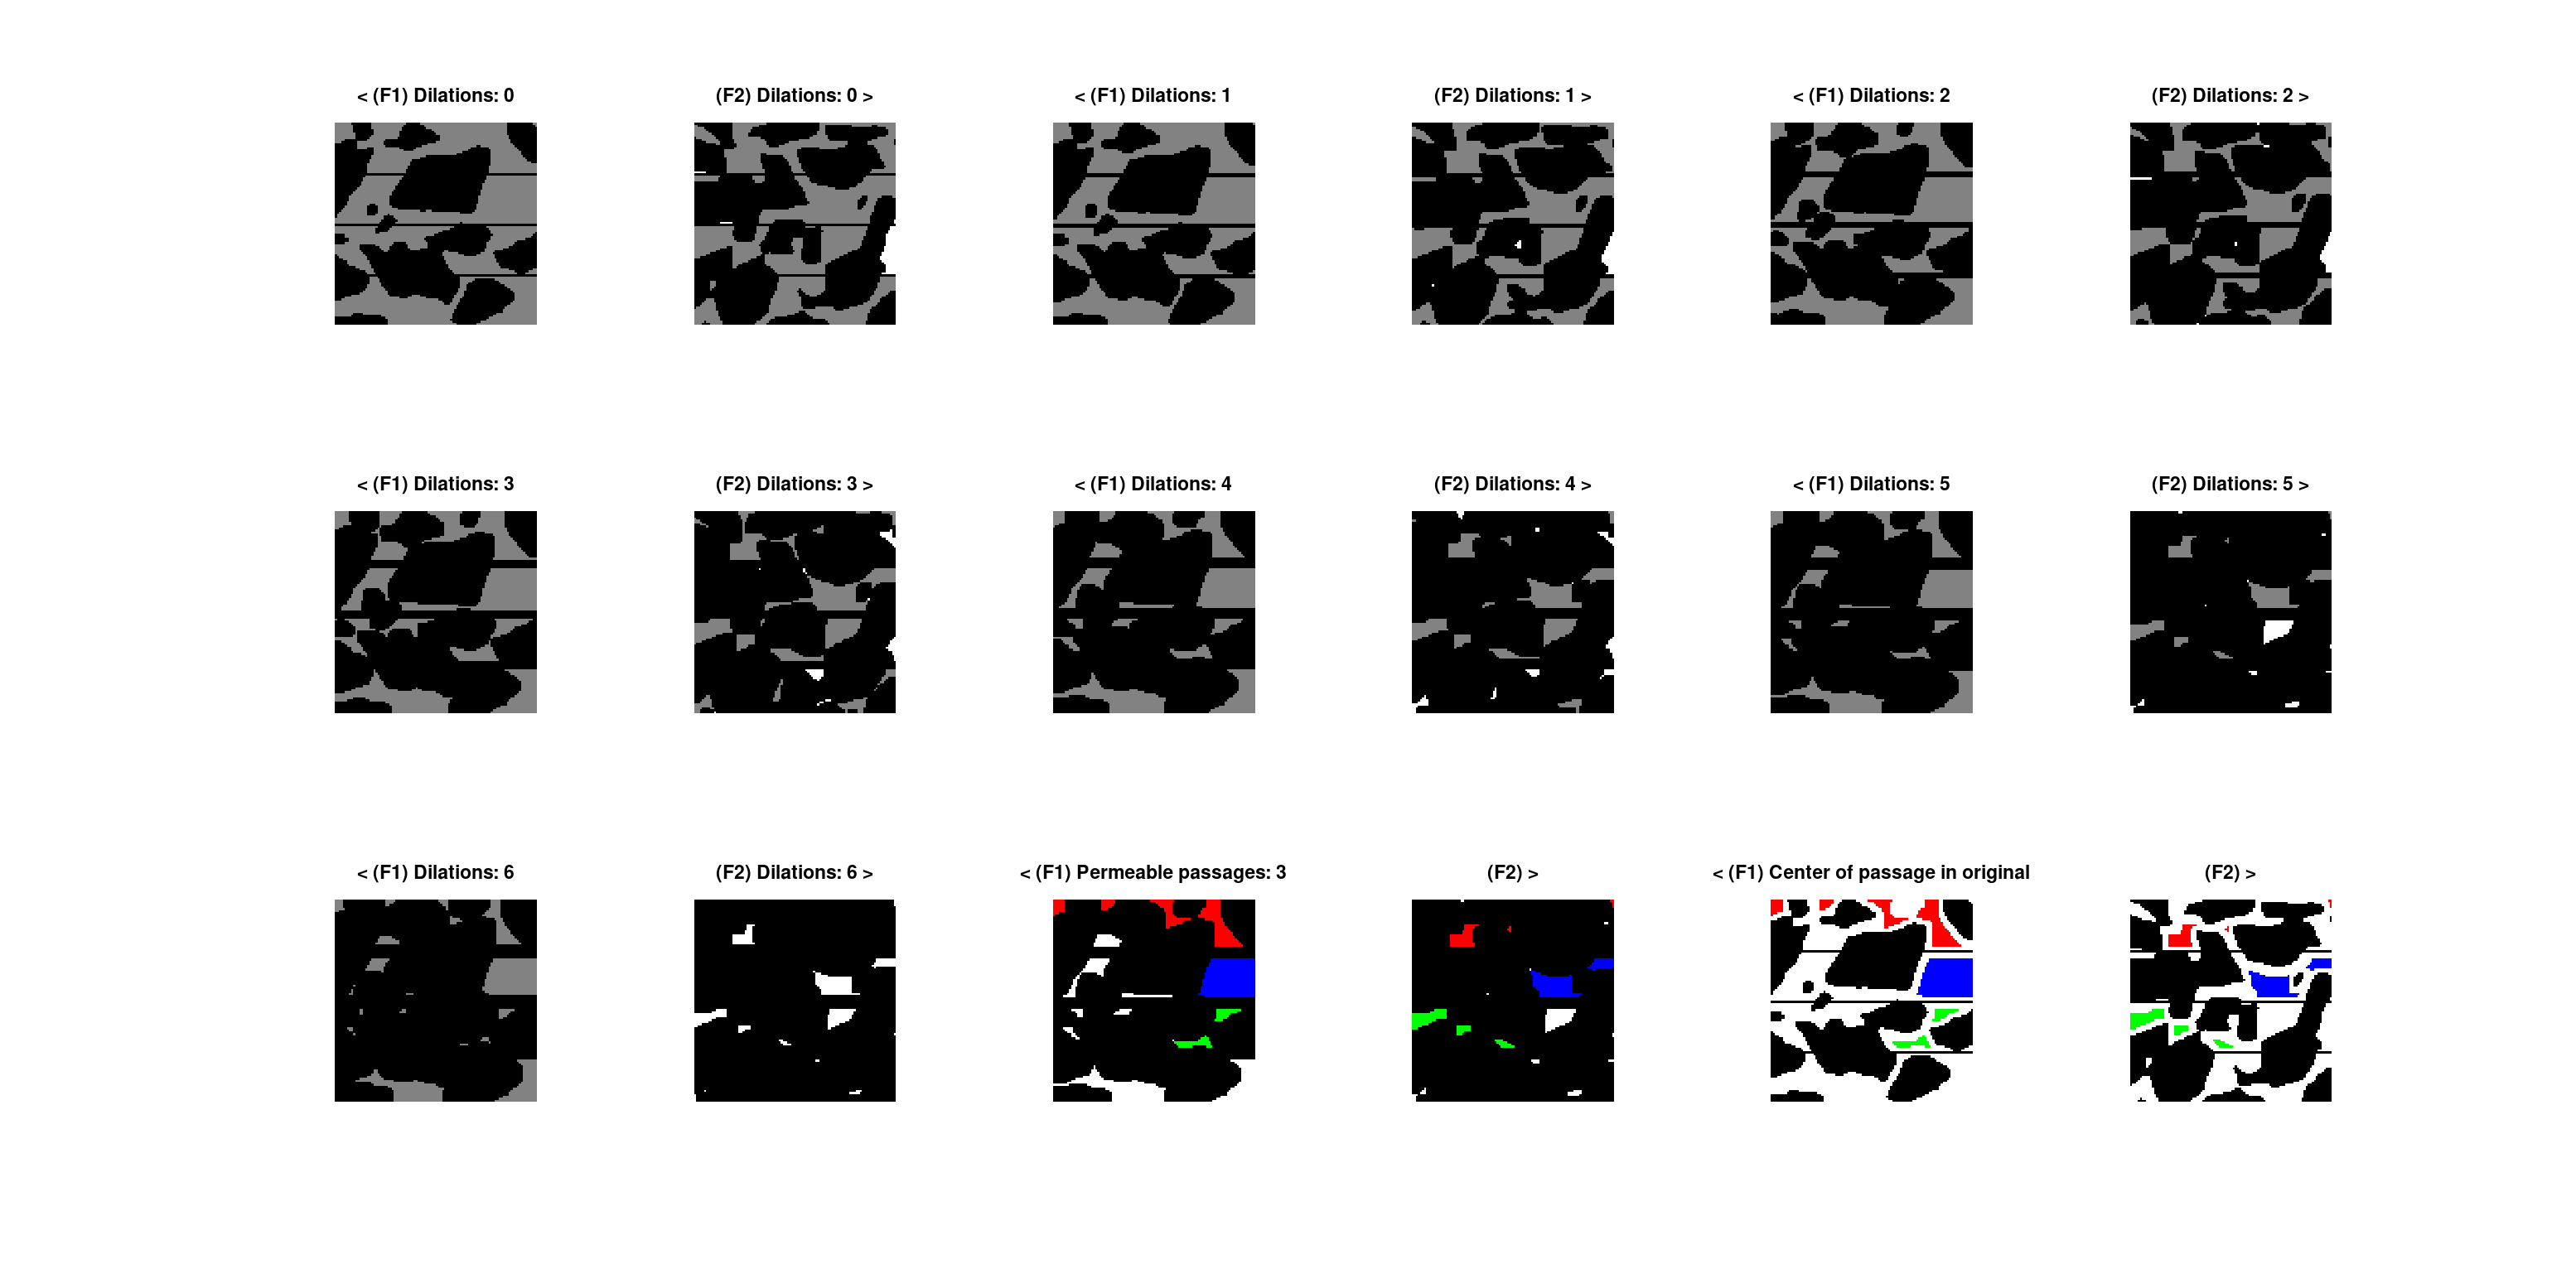 < (F1) Dilations: 0
(F2) Dilations: 0 >
< (F1) Dilations: 1
(F2) Dilations: 1 >
< (F1) Dilations: 2
(F2) Dilations: 2 >
< (F1) Dilations: 3
(F2) Dilations: 3 >
< (F1) Dilations: 4
(F2) Dilations: 4 >
< (F1) Dilations: 5
(F2) Dilations: 5 >
< (F1) Dilations: 6
(F2) Dilations: 6 >
< (F1) Permeable passages: 3
(F2) >
< (F1) Center of passage in original
(F2) >